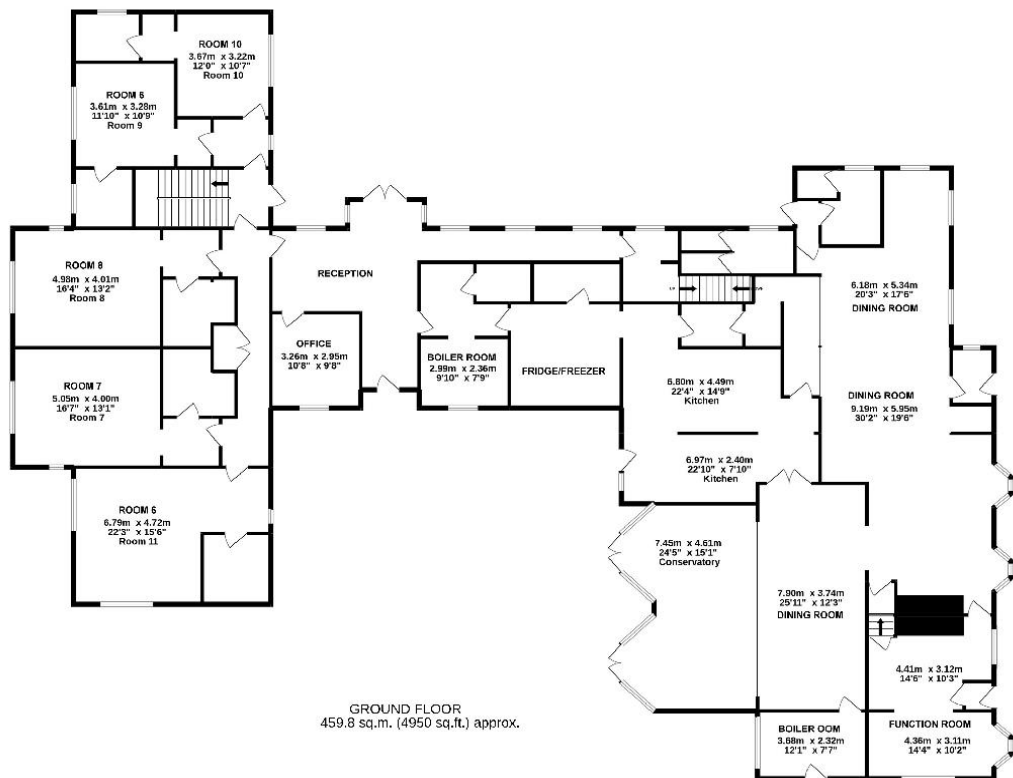 ROOM 10
3.67m x 3.22m
12'0" x 10'7"
Room 10
ROOM 6
3.61m x 3.28m
11'10" x 10'9"
Room 9
ROOM 8
4.98m x 4.01m
16'4" x 13'2"
Room 8
RECEPTION
6.18m x 5.34m
20'3" x 17'6"
DINING ROOM
OFFICE
3.26m x 2.95m
10'8" x 9'8"
BOILER ROOM
2.99m x 2.36m
9'10" x 7'9"
FRIDGE/FREEZER
ROOM 7
5.05m x 4.00m
16'7" x 13'1"
Room 7
6.80m x 4.49m
22'4" x 14'9"
Kitchen
DINING ROOM
9.19m x 5.95m
30'2" x 19'6"
6.97m x 2.40m
22'10" x 7'10"
Kitchen
ROOM 6
6.79m x 4.72m
22'3" x 15'6"
Room 11
7.45m x 4.61m
24'5" x 15'1"
Conservatory
7.90m x 3.74m
25'11" x 12'3"
DINING ROOM
4.41m x 3.12m
14'6" x 10'3"
GROUND FLOOR
459.8 sq.m. (4950 sq.ft.) approx.
BOILER OOM
3.68m x 2.32m
12'1" x 7'7"
FUNCTION ROOM
4.36m x 3.11m
14'4" x 10'2"